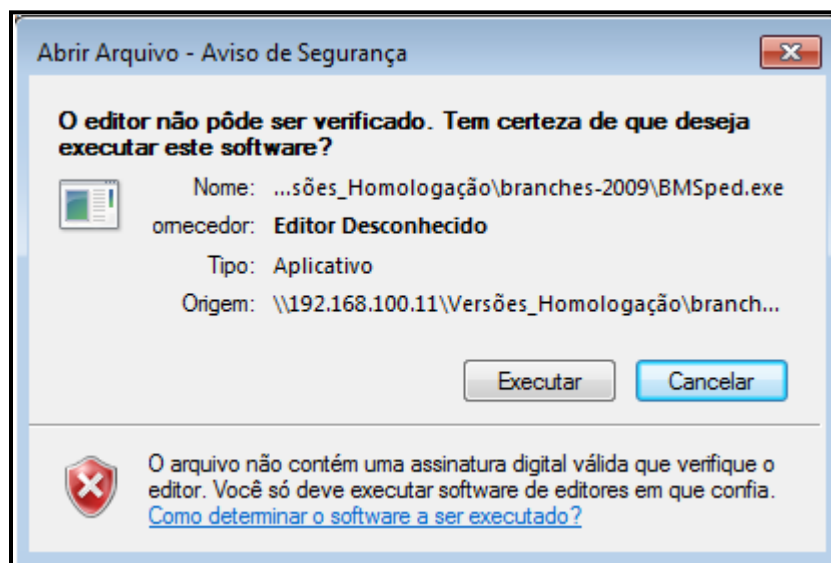 Abrir Arquivo - Aviso de Segurança
O editor não pôde ser verificado. Tem certeza de que deseja
executar este software?
Nome: ...sões_Homologação\branches-2009\BMSped.exe
ornecedor: Editor Desconhecido
Tipo: Aplicativo
Origem: \\192.168.100.11\Versões_Homologação\branch...
Executar Cancelar
O arquivo não contém uma assinatura digital válida que verifique o
editor. Você só deve executar software de editores em que confia.
Como determinar o software a ser executado?